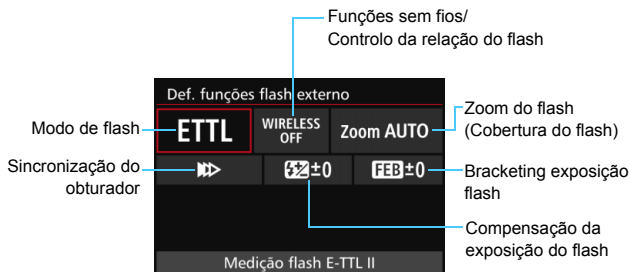 Funções sem fios/
Controlo da relação do flash
Def. funções flash externo
Modo de flash
ETTL
WIRELESS
OFF
Zoom AUTO
Zoom do flash
(Cobertura do flash)
Sincronização do
obturador
±0
FEB ±0
Bracketing exposição
flash
Compensação da
exposição do flash
Medição flash E-TTL II